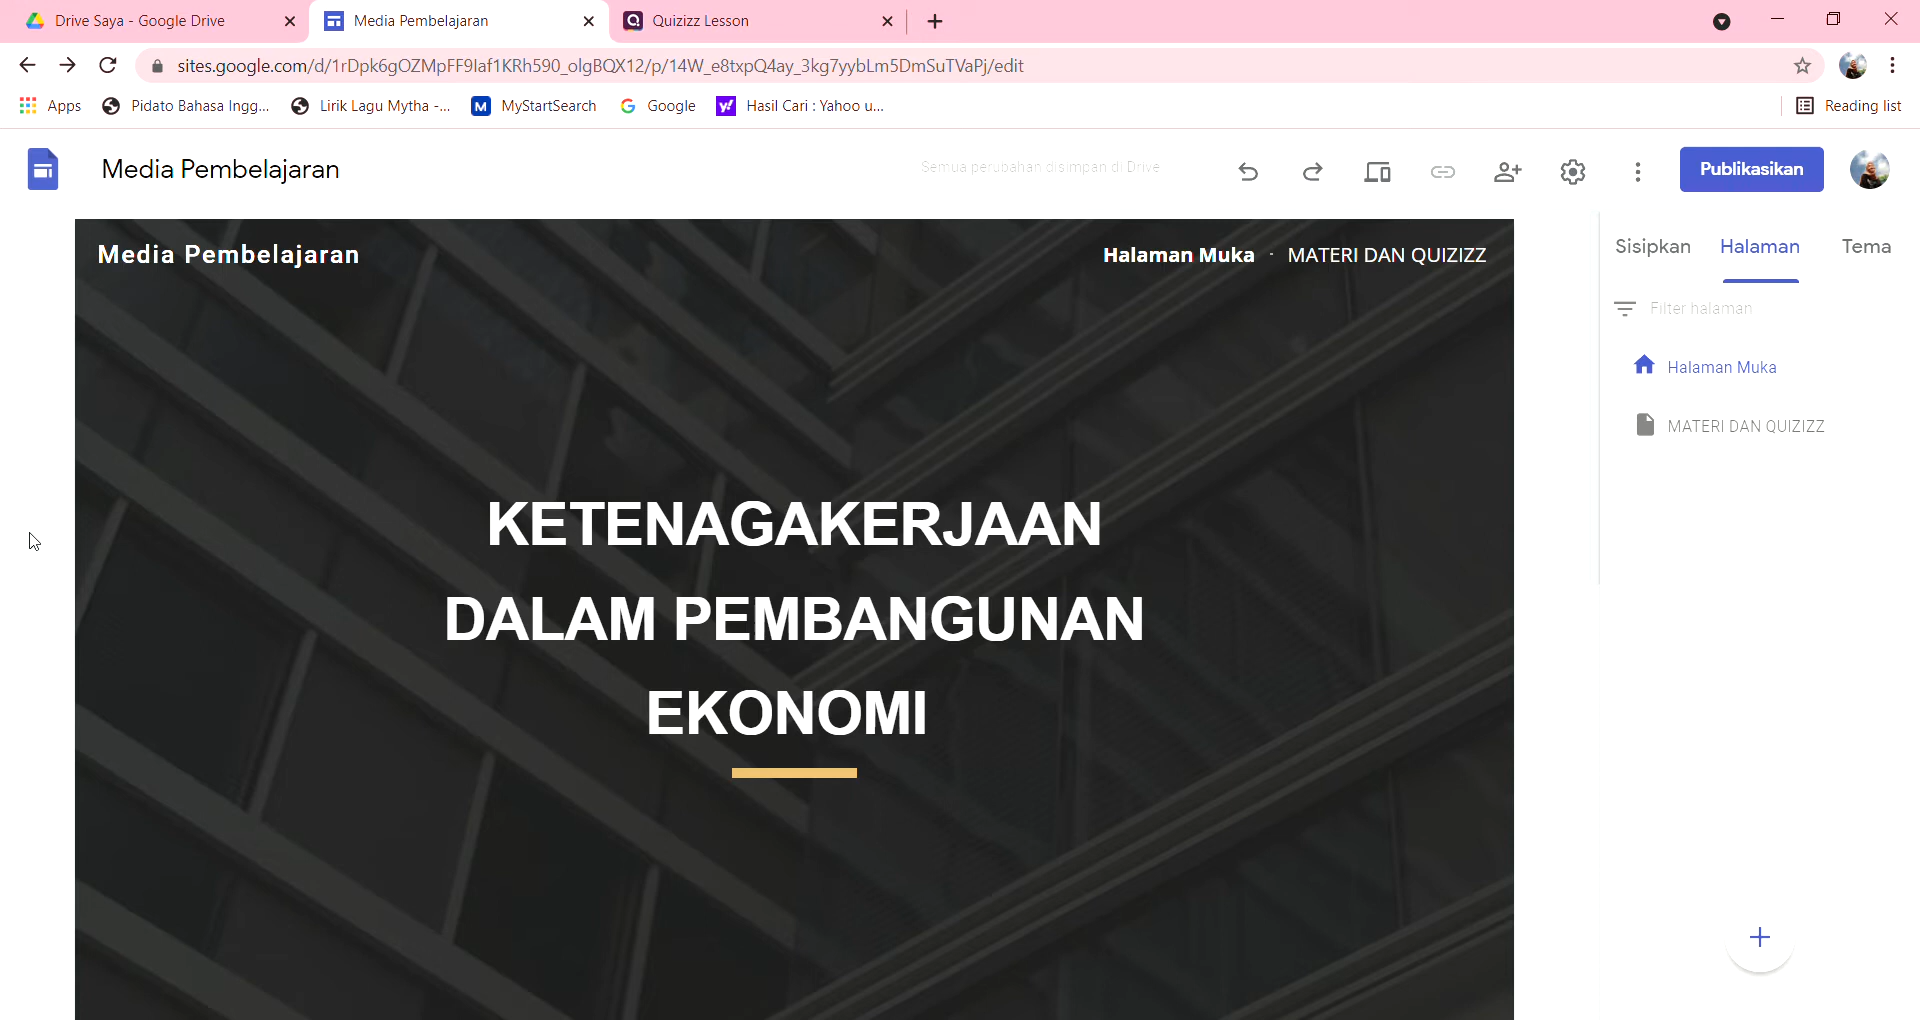 Drive Saya - Google Drive
Media Pembelajaran
Quizizz Lesson
sites.google.com/d/1rDpk6gOZMpFF9Iaf1KRh590_olgBQX12/p/14W_e8txpQ4ay_3kg7yybLm5DmSuTVaPj/edit
Apps
Pidato Bahasa Ingg...
Lirik Lagu Mytha -...
MyStartSearch
Google
Hasil Cari : Yahoo u...
Reading list
Media Pembelajaran
Semua perubahan disimpan di Drive
Publikasikan
Media Pembelajaran
Halaman Muka · MATERI DAN QUIZIZZ
KETENAGAKERJAAN
DALAM PEMBANGUNAN
EKONOMI
Sisipkan
Halaman
Tema
Filter halaman
Halaman Muka
MATERI DAN QUIZIZZ